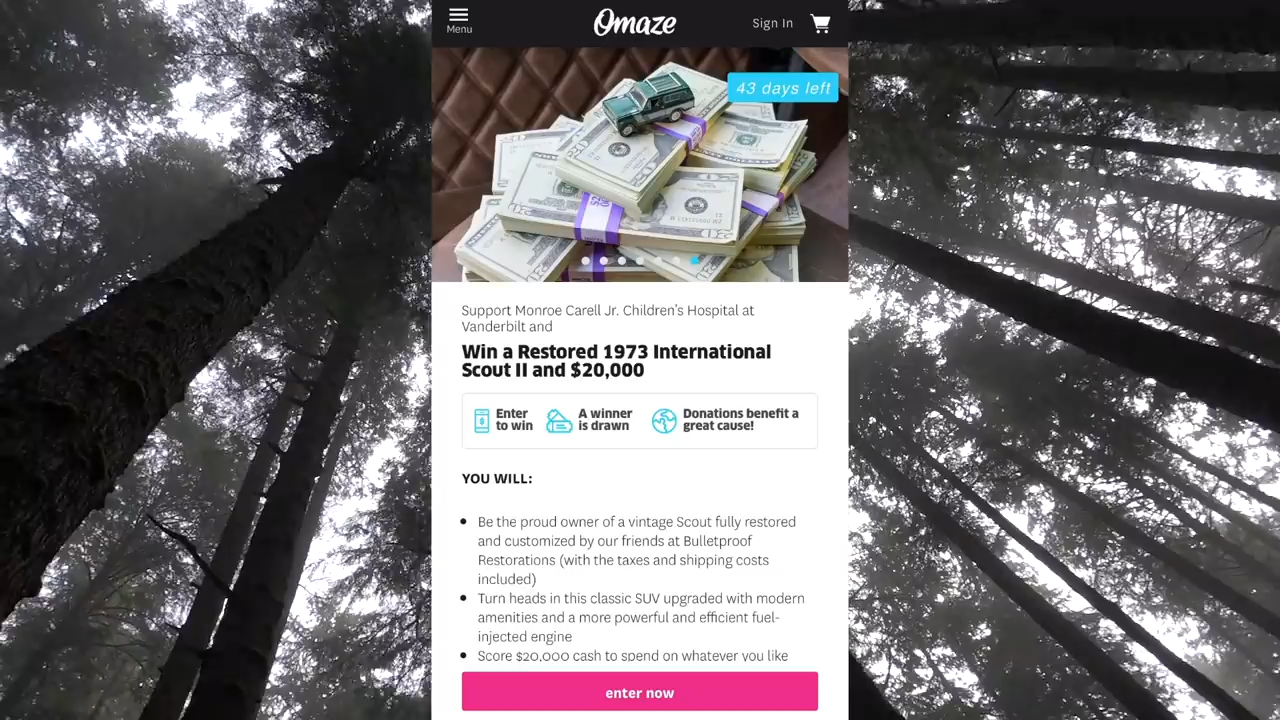 Menu
Omaze
Sign In
43 days left
Support Monroe Carell Jr. Children's Hospital at
Vanderbilt and
Win a Restored 1973 International
Scout II and $20,000
Enter
to win
A winner
is drawn
Donations benefit a
great cause!
YOU WILL:
Be the proud owner of a vintage Scout fully restored
and customized by our friends at Bulletproof
Restorations (with the taxes and shipping costs
included)
Turn heads in this classic SUV upgraded with modern
amenities and a more powerful and efficient fuel-
injected engine
Score $20,000 cash to spend on whatever you like
enter now